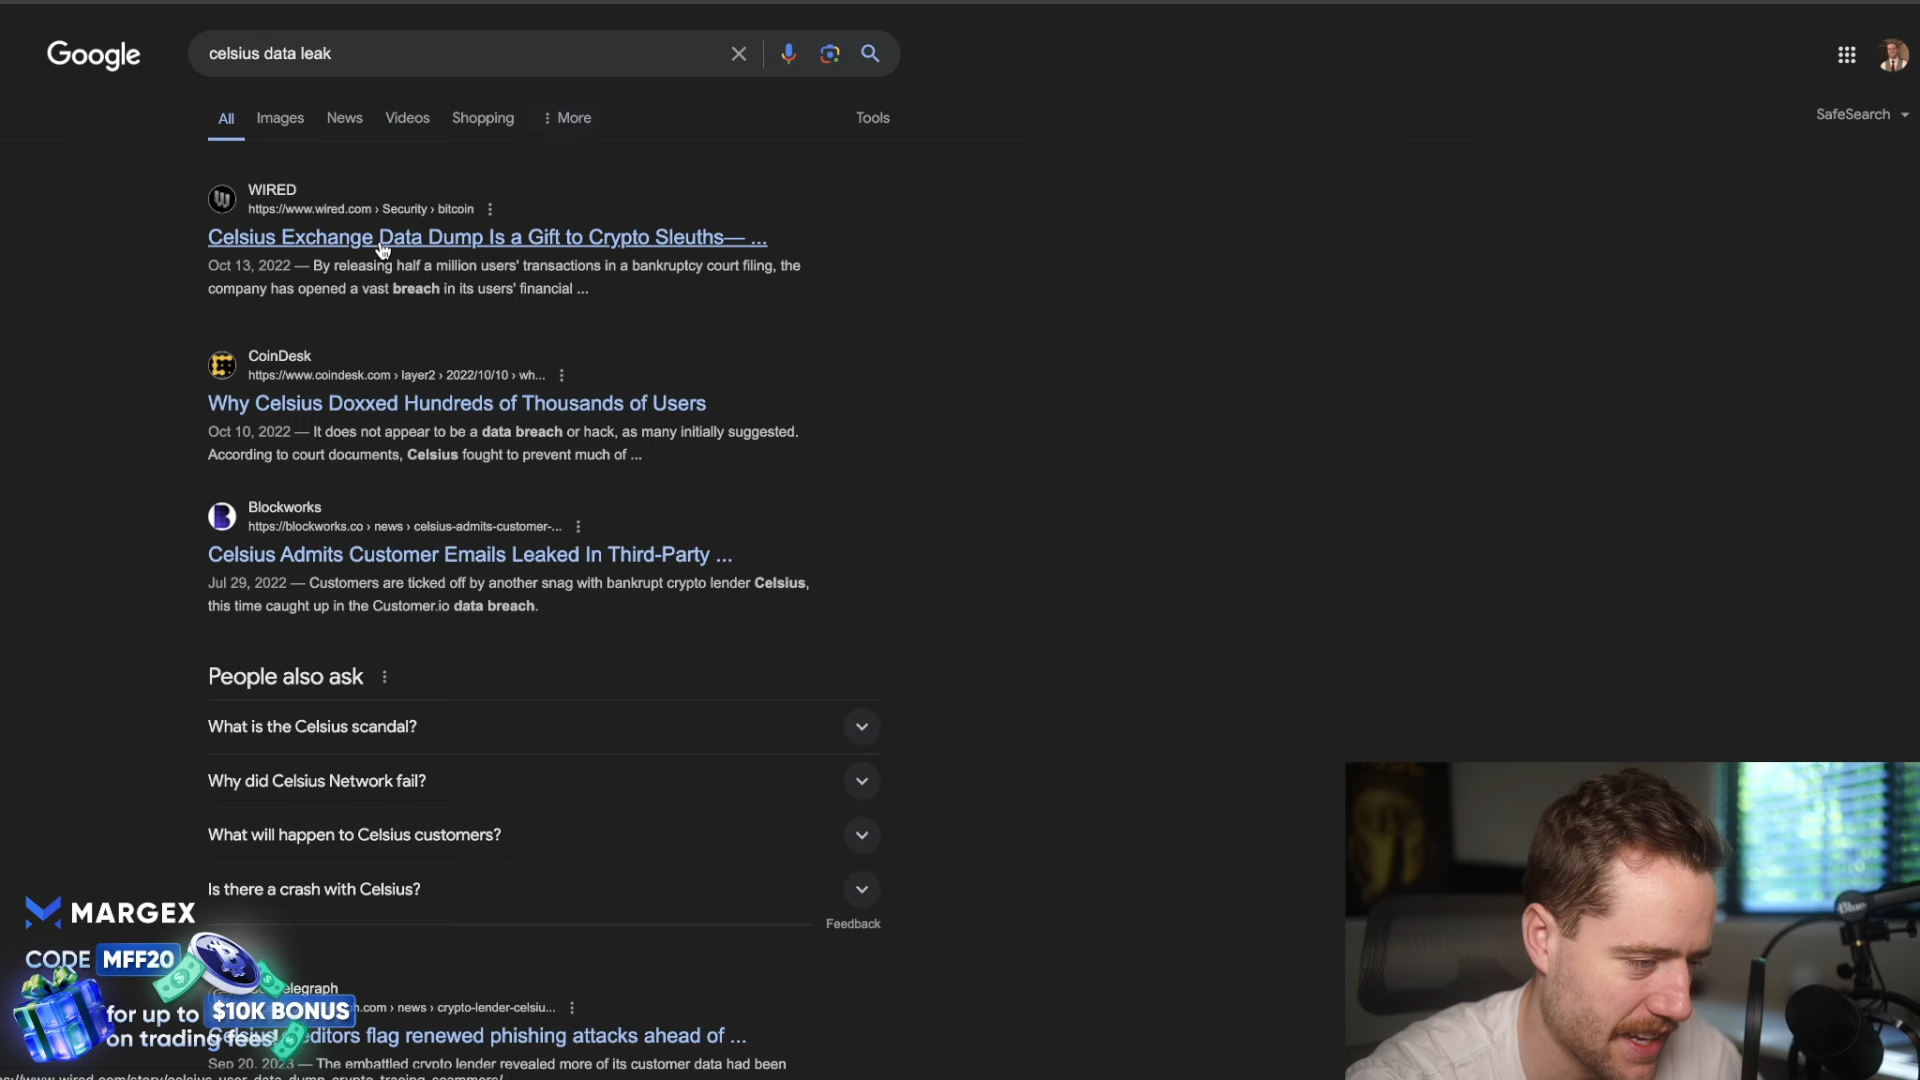 Google
celsius data leak
All Images News Videos Shopping More Tools
SafeSearch
WIRED
https://www.wired.com › Security › bitcoin
Celsius Exchange Data Dump Is a Gift to Crypto Sleuths— ...
Oct 13, 2022 — By releasing half a million users' transactions in a bankruptcy court filing, the
company has opened a vast breach in its users' financial ...
CoinDesk
https://www.coindesk.com › layer2 › 2022/10/10 › wh...
Why Celsius Doxxed Hundreds of Thousands of Users
Oct 10, 2022 — It does not appear to be a data breach or hack, as many initially suggested.
According to court documents, Celsius fought to prevent much of ...
Blockworks
https://blockworks.co › news › celsius-admits-customer-...
Celsius Admits Customer Emails Leaked In Third-Party ...
Jul 29, 2022 — Customers are ticked off by another snag with bankrupt crypto lender Celsius,
this time caught up in the Customer.io data breach.
People also ask
What is the Celsius scandal?
Why did Celsius Network fail?
What will happen to Celsius customers?
Is there a crash with Celsius?
Feedback
MARGEX
CODE MFF20
for up to $10K BONUS
on trading fees!
elegraph
h.com › news › crypto-lender-celsiu...
editors flag renewed phishing attacks ahead of ...
Sep 20, 2023 — The embattled crypto lender revealed more of its customer data had been
Blue